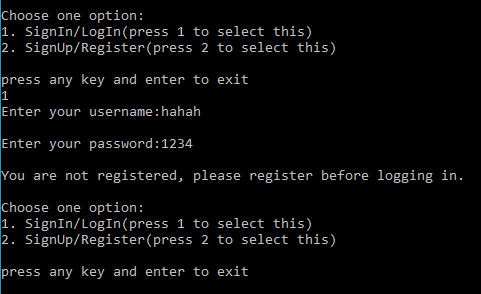 Choose one option:
1. SignIn/LogIn(press 1 to select this)
2. SignUp/Register(press 2 to select this)
press any key and enter to exit
1
Enter your username:hahah
Enter your password:1234
You are not registered, please register before logging in.
Choose one option:
1. SignIn/LogIn(press 1 to select this)
2. SignUp/Register(press 2 to select this)
press any key and enter to exit